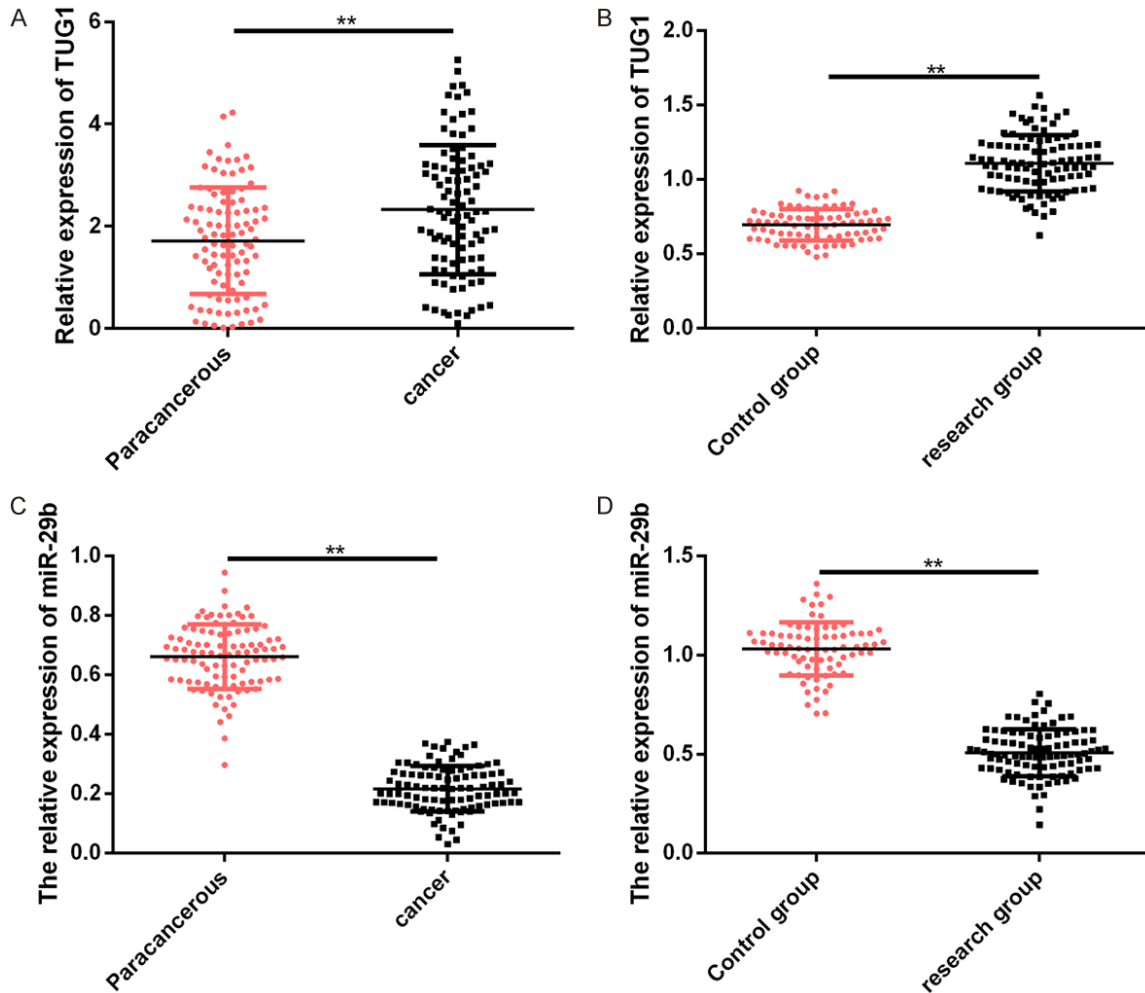 A
Relative expression of TUG1
6
4
2
0
**
Paracancerous
cancer
B
Relative expression of TUG1
2.0
1.5
1.0
0.5
0.0
**
Control group
research group
C
The relative expression of miR-29b
1.0
0.8
0.6
0.4
0.2
0.0
**
Paracancerous
cancer
D
The relative expression of miR-29b
1.5
1.0
0.5
0.0
**
Control group
research group